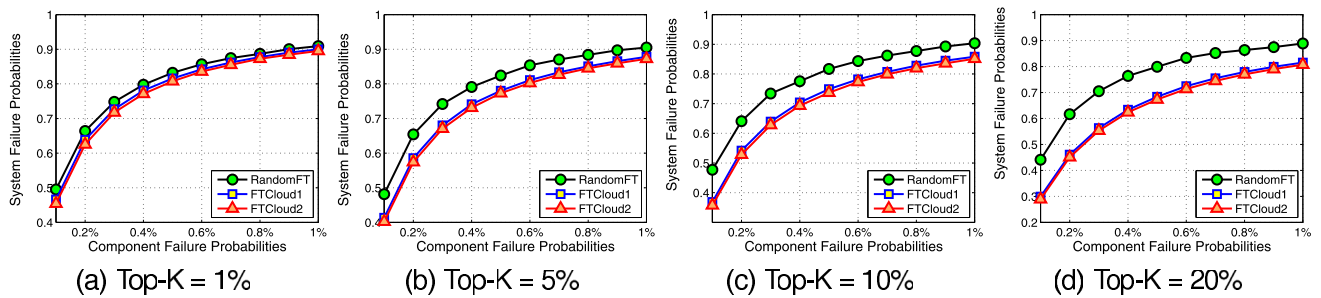 System Failure Probabilities
1
0.9
0.8
0.7
0.6
0.5
0.4
0.2%
0.4%
0.6%
0.8%
1%
Component Failure Probabilities
RandomFT
FTCloud1
FTCloud2
(a) Top-K = 1%
System Failure Probabilities
1
0.9
0.8
0.7
0.6
0.5
0.4
0.2%
0.4%
0.6%
0.8%
1%
Component Failure Probabilities
RandomFT
FTCloud1
FTCloud2
(b) Top-K = 5%
System Failure Probabilities
1
0.9
0.8
0.7
0.6
0.5
0.4
0.2%
0.4%
0.6%
0.8%
1%
Component Failure Probabilities
RandomFT
FTCloud1
FTCloud2
(c) Top-K = 10%
System Failure Probabilities
1
0.9
0.8
0.7
0.6
0.5
0.4
0.3
0.2
0.2%
0.4%
0.6%
0.8%
1%
Component Failure Probabilities
RandomFT
FTCloud1
FTCloud2
(d) Top-K = 20%